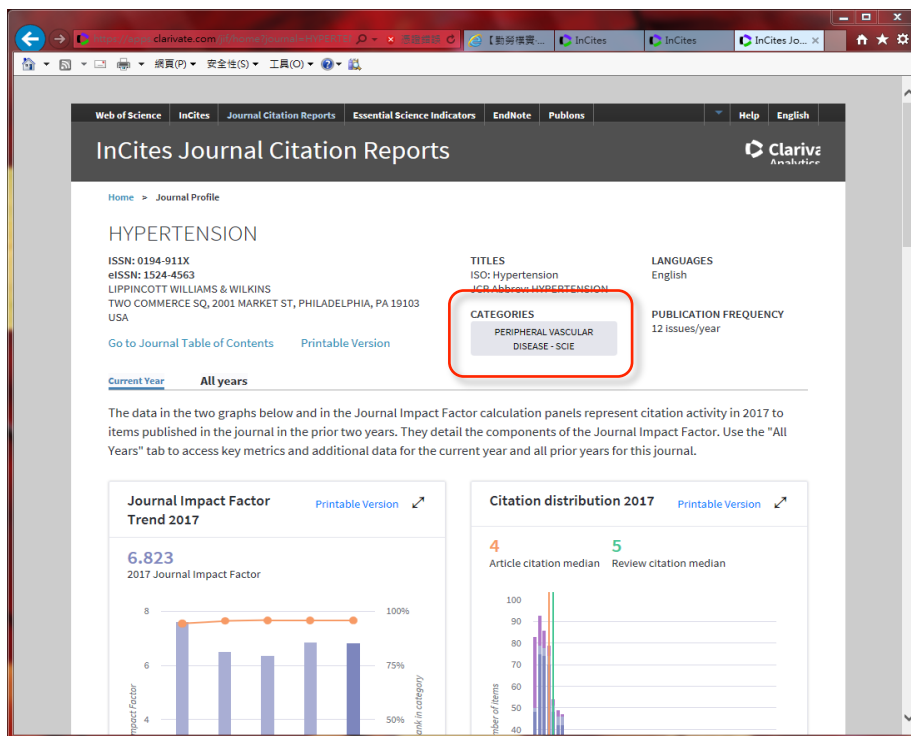 clarivate.com
【勤勞樸實-...
InCites
InCites
InCites Jo...
網頁(P)
安全性(S)
工具(O)
Web of Science
InCites
Journal Citation Reports
Essential Science Indicators
EndNote
Publons
Help
English
InCites Journal Citation Reports
Clariva
Analytics
Home > Journal Profile
HYPERTENSION
ISSN: 0194-911X
eISSN: 1524-4563
LIPPINCOTT WILLIAMS & WILKINS
TWO COMMERCE SQ, 2001 MARKET ST, PHILADELPHIA, PA 19103
USA
Go to Journal Table of Contents
Printable Version
TITLES
ISO: Hypertension
JCR Abbrev: HYPERTENSION
CATEGORIES
PERIPHERAL VASCULAR
DISEASE - SCIE
LANGUAGES
English
PUBLICATION FREQUENCY
12 issues/year
Current Year
All years
The data in the two graphs below and in the Journal Impact Factor calculation panels represent citation activity in 2017 to
items published in the journal in the prior two years. They detail the components of the Journal Impact Factor. Use the "All
Years" tab to access key metrics and additional data for the current year and all prior years for this journal.
Journal Impact Factor
Trend 2017
Printable Version
6.823
2017 Journal Impact Factor
8
6
4
100%
75%
50%
mpact Factor
ank in category
Citation distribution 2017
Printable Version
4
Article citation median
5
Review citation median
100
90
80
70
60
50
40
mber of items